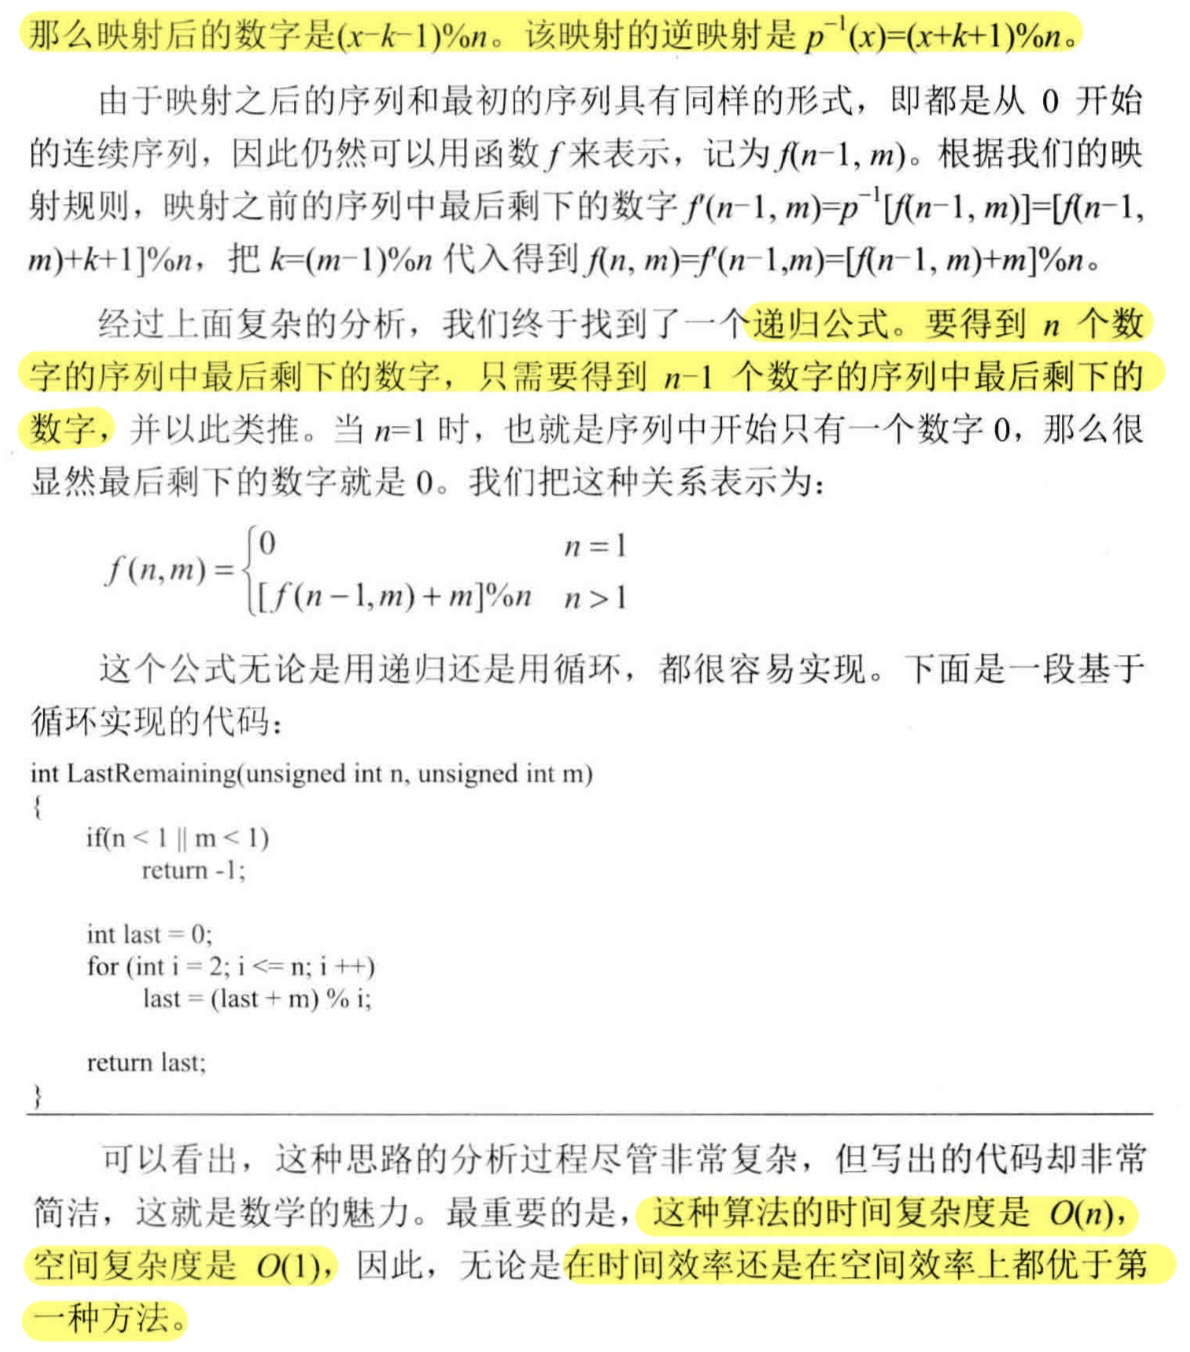 那么映射后的数字是(x-k-1)%n。该映射的逆映射是 p⁻¹(x)=(x+k+1)%n。
由于映射之后的序列和最初的序列具有同样的形式，即都是从 0 开始
的连续序列，因此仍然可以用函数 f 来表示，记为 f(n-1, m)。根据我们的映
射规则，映射之前的序列中最后剩下的数字 f'(n-1, m)=p⁻¹[f(n-1, m)]=[f(n-1,
m)+k+1]%n，把 k=(m-1)%n 代入得到 f(n, m)=f'(n-1,m)=[f(n-1, m)+m]%n。
经过上面复杂的分析，我们终于找到了一个递归公式。要得到 n 个数
字的序列中最后剩下的数字，只需要得到 n-1 个数字的序列中最后剩下的
数字，并以此类推。当 n=1 时，也就是序列中开始只有一个数字 0，那么很
显然最后剩下的数字就是 0。我们把这种关系表示为：
f(n,m) = { 0 n=1
[f(n-1,m)+m]%n n>1
这个公式无论是用递归还是用循环，都很容易实现。下面是一段基于
循环实现的代码：
int LastRemaining(unsigned int n, unsigned int m)
{
if(n < 1 || m < 1)
return -1;
int last = 0;
for (int i = 2; i <= n; i ++)
last = (last + m) % i;
return last;
}
可以看出，这种思路的分析过程尽管非常复杂，但写出的代码却非常
简洁，这就是数学的魅力。最重要的是，这种算法的时间复杂度是 O(n)，
空间复杂度是 O(1)，因此，无论是在时间效率还是在空间效率上都优于第
一种方法。